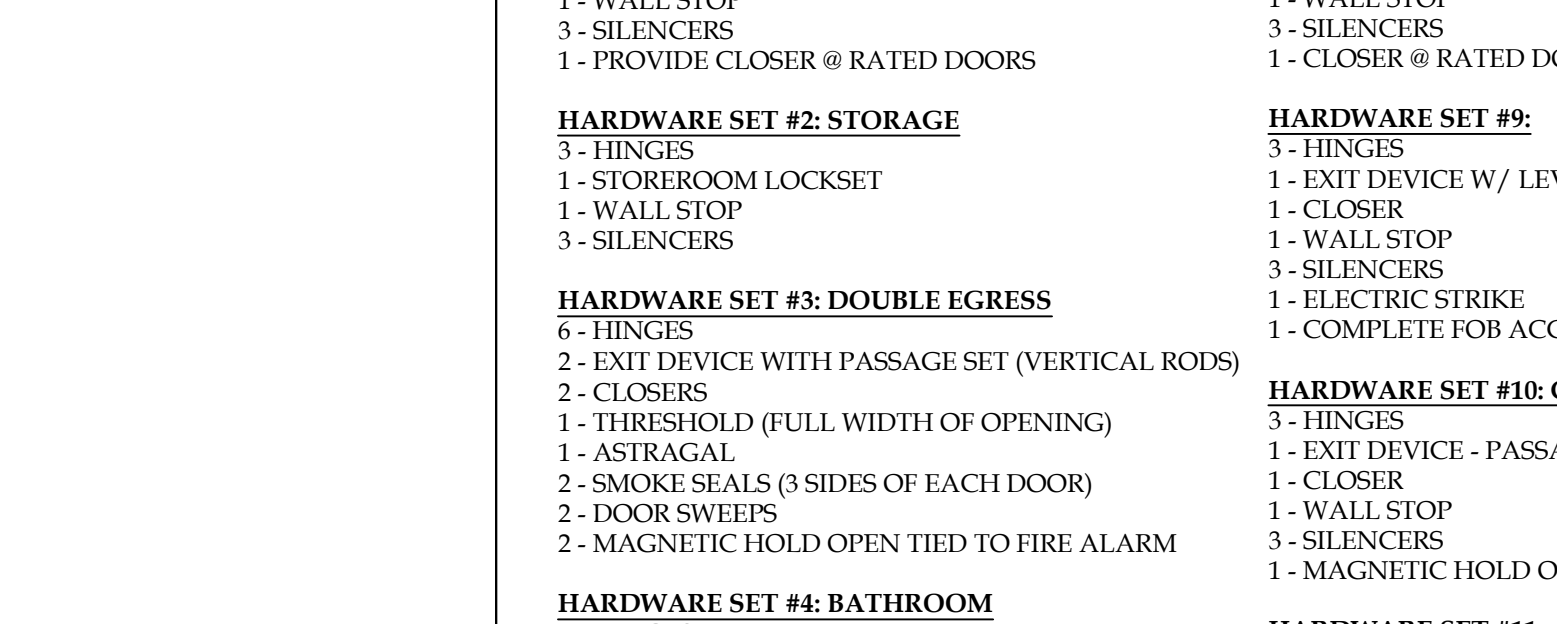 1 - WALL STOP
3 - SILENCERS
1 - PROVIDE CLOSER @ RATED DOORS
HARDWARE SET #2: STORAGE
3 - HINGES
1 - STOREROOM LOCKSET
1 - WALL STOP
3 - SILENCERS
HARDWARE SET #3: DOUBLE EGRESS
6 - HINGES
2 - EXIT DEVICE WITH PASSAGE SET (VERTICAL RODS)
2 - CLOSERS
1 - THRESHOLD (FULL WIDTH OF OPENING)
1 - ASTRAGAL
2 - SMOKE SEALS (3 SIDES OF EACH DOOR)
2 - DOOR SWEEPS
2 - MAGNETIC HOLD OPEN TIED TO FIRE ALARM
HARDWARE SET #4: BATHROOM
1 - WALL STOP
3 - SILENCERS
1 - CLOSER @ RATED
HARDWARE SET #9:
3 - HINGES
1 - EXIT DEVICE W/
1 - CLOSER
1 - WALL STOP
3 - SILENCERS
1 - ELECTRIC STRIKE
1 - COMPLETE FOB
HARDWARE SET #10:
3 - HINGES
1 - EXIT DEVICE -
1 - CLOSER
1 - WALL STOP
3 - SILENCERS
1 - MAGNETIC HOLD